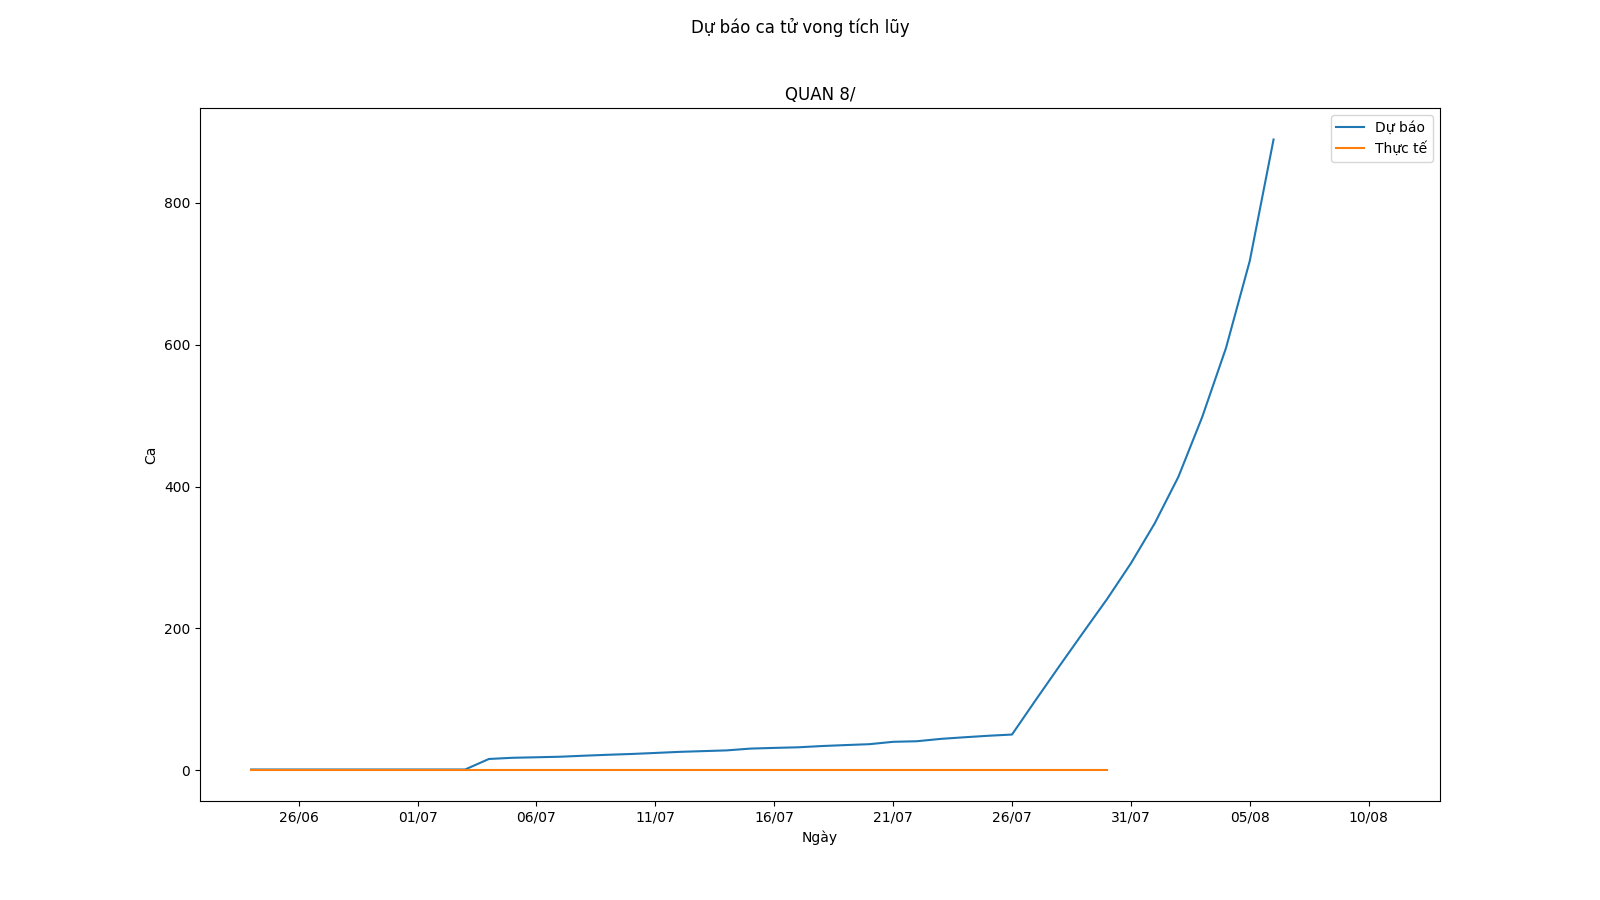 Dự báo ca tử vong tích lũy
QUAN 8/
Dự báo
Thực tế
800
600
400
200
0
Ca
26/06 01/07 06/07 11/07 16/07 21/07 26/07 31/07 05/08 10/08
Ngày